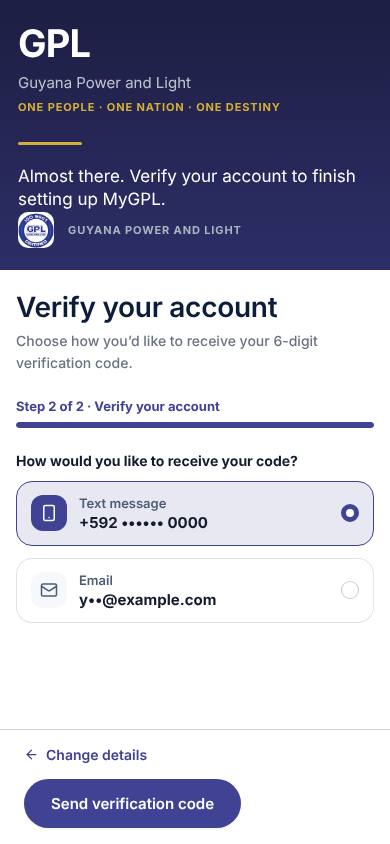 GPL
Guyana Power and Light
ONE PEOPLE · ONE NATION · ONE DESTINY
Almost there. Verify your account to finish
setting up MyGPL.
GPL
GUYANA POWER AND LIGHT
Verify your account
Choose how you’d like to receive your 6-digit
verification code.
Step 2 of 2 · Verify your account
How would you like to receive your code?
Text message
+592 •••••• 0000
Email
y••@example.com
← Change details
Send verification code